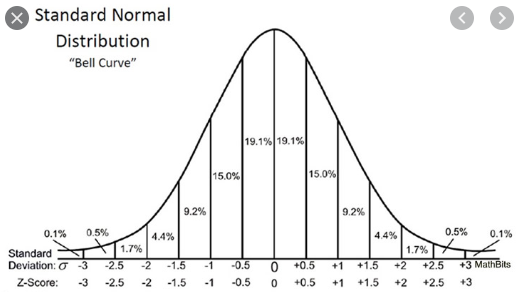 Standard Normal
Distribution
"Bell Curve"
19.1% 19.1%
15.0% 15.0%
9.2% 9.2%
4.4% 4.4%
0.1% 0.5% 1.7% 1.7% 0.5% 0.1%
Standard
Deviation: σ -3 -2.5 -2 -1.5 -1 -0.5 0 +0.5 +1 +1.5 +2 +2.5 +3 MathBits
Z-Score: -3 -2.5 -2 -1.5 -1 -0.5 0 +0.5 +1 +1.5 +2 +2.5 +3